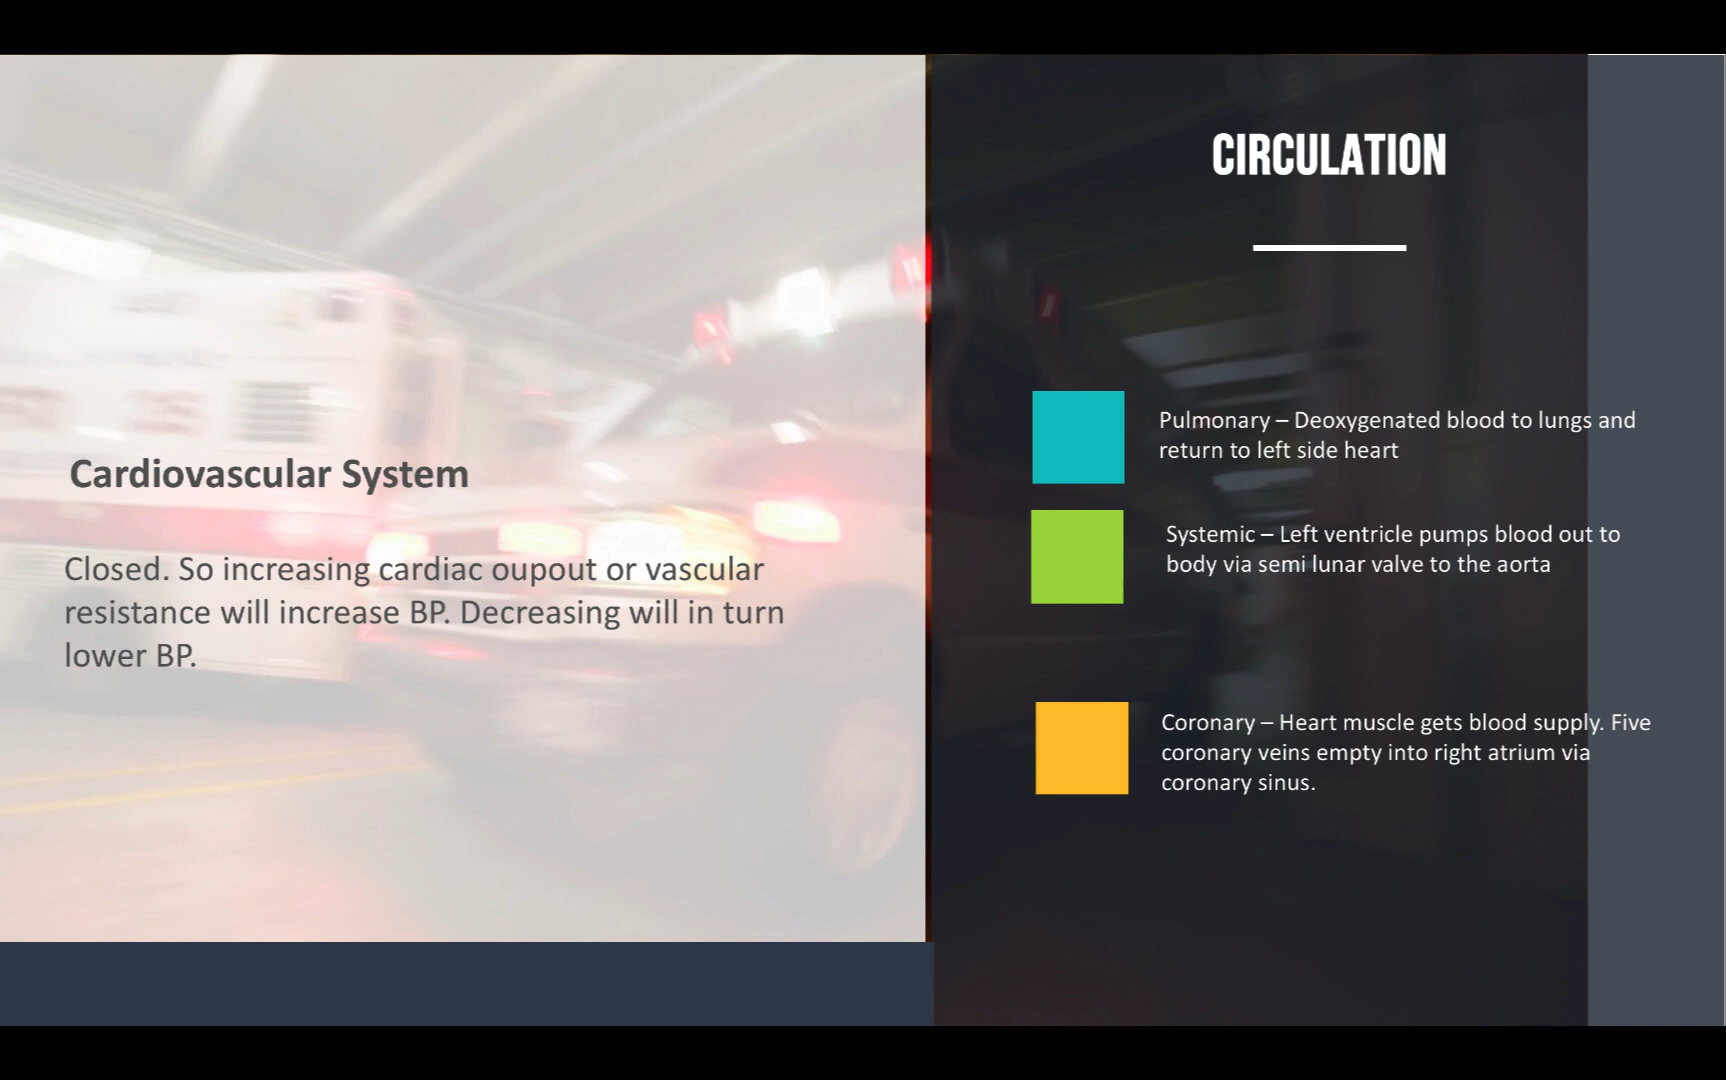 Cardiovascular System
Closed. So increasing cardiac oupout or vascular
resistance will increase BP. Decreasing will in turn
lower BP.
CIRCULATION
Pulmonary – Deoxygenated blood to lungs and
return to left side heart
Systemic – Left ventricle pumps blood out to
body via semi lunar valve to the aorta
Coronary – Heart muscle gets blood supply. Five
coronary veins empty into right atrium via
coronary sinus.